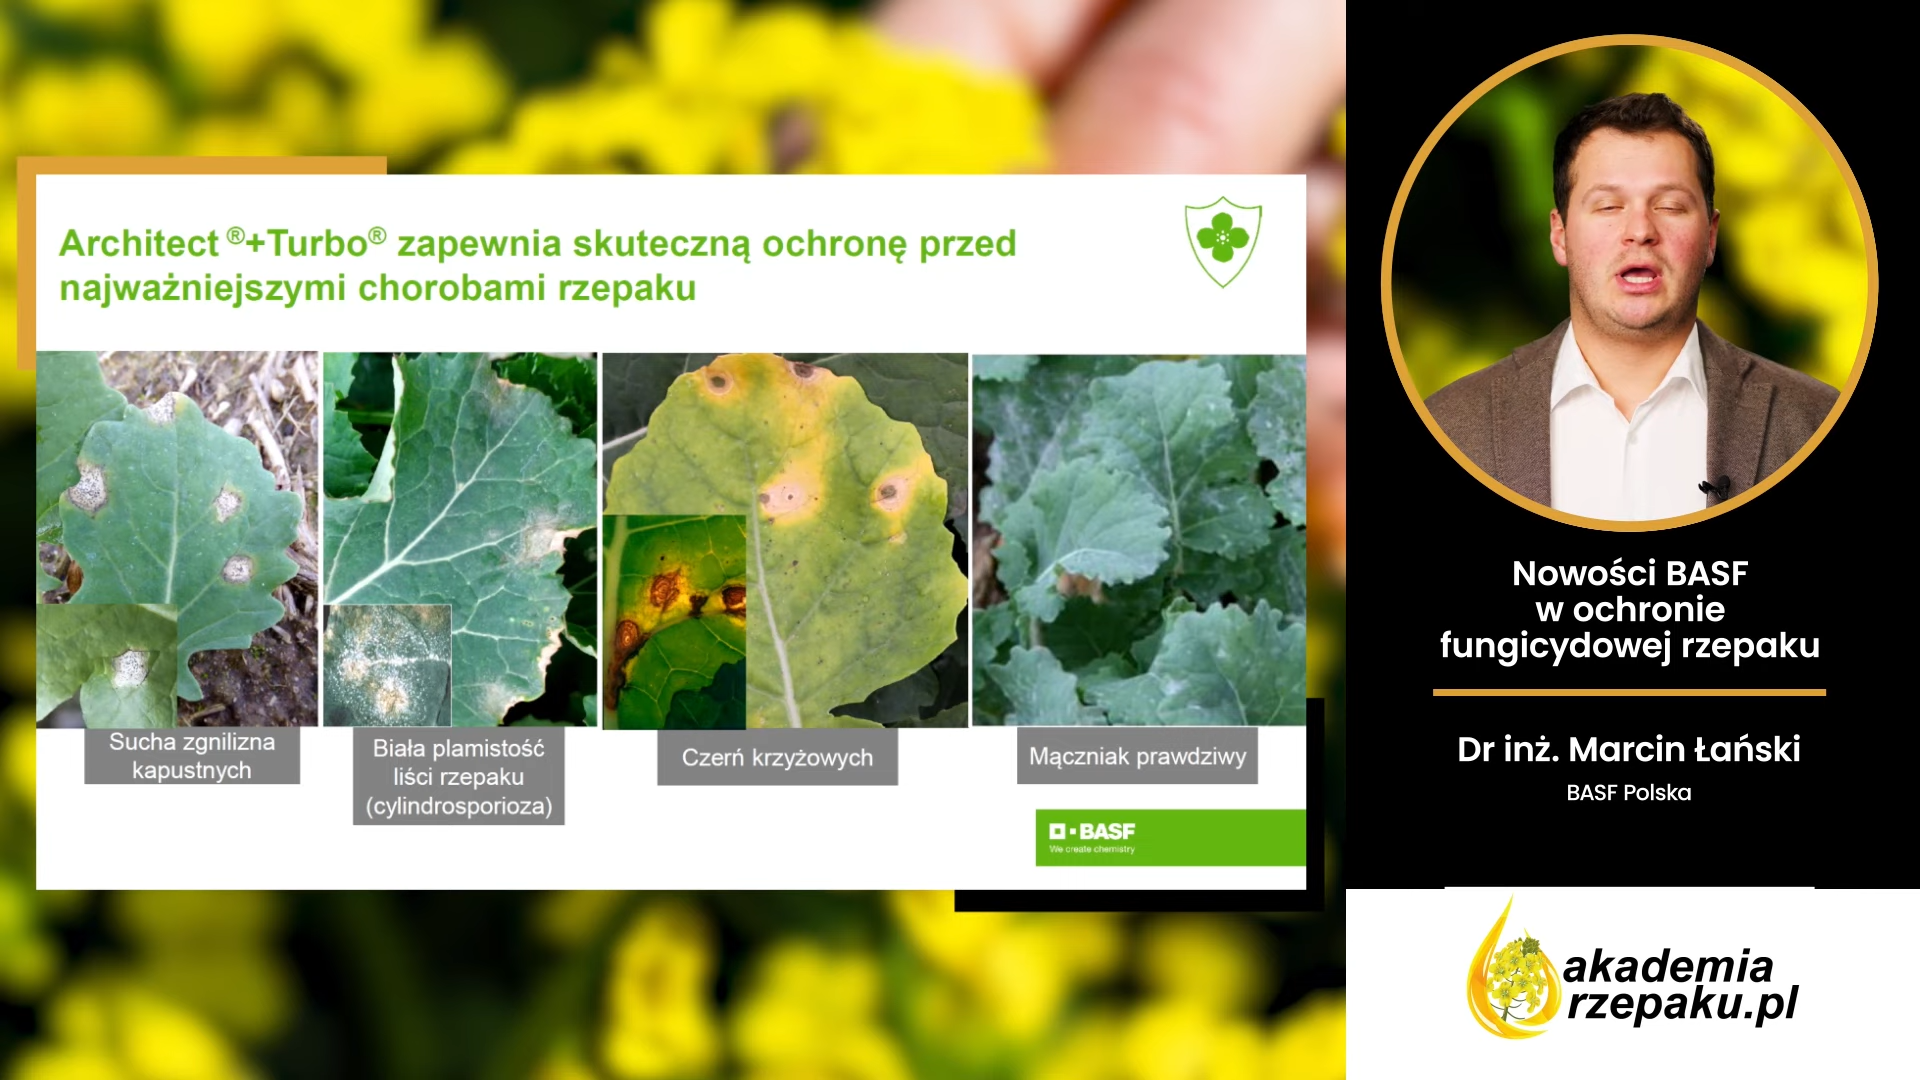 Architect ®+Turbo® zapewnia skuteczną ochronę przed
najważniejszymi chorobami rzepaku
Sucha zgnilizna
kapustnych
Biała plamistość
liści rzepaku
(cylindrosporioza)
Czerń krzyżowych
Mączniak prawdziwy
BASF
We create chemistry
Nowości BASF
w ochronie
fungicydowej rzepaku
Dr inż. Marcin Łański
BASF Polska
akademia
rzepaku.pl